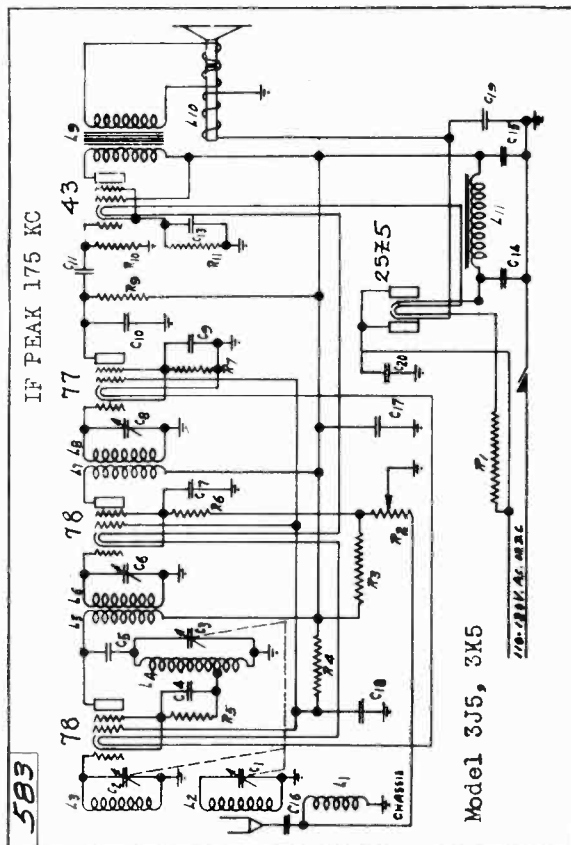 583
IF PEAK 175 KC
78
78
77
43
25Z5
L1
L2
L3
L4
L5
L6
L7
L8
L9
L10
L11
C1
C2
C3
C4
C5
C6
C7
C8
C9
C10
C11
C13
C14
C15
C16
C17
C18
C19
C20
R1
R2
R3
R4
R5
R6
R7
R9
R10
R11
CHASSIS
110-120V. AC. OR DC
Model 3J5, 3K5